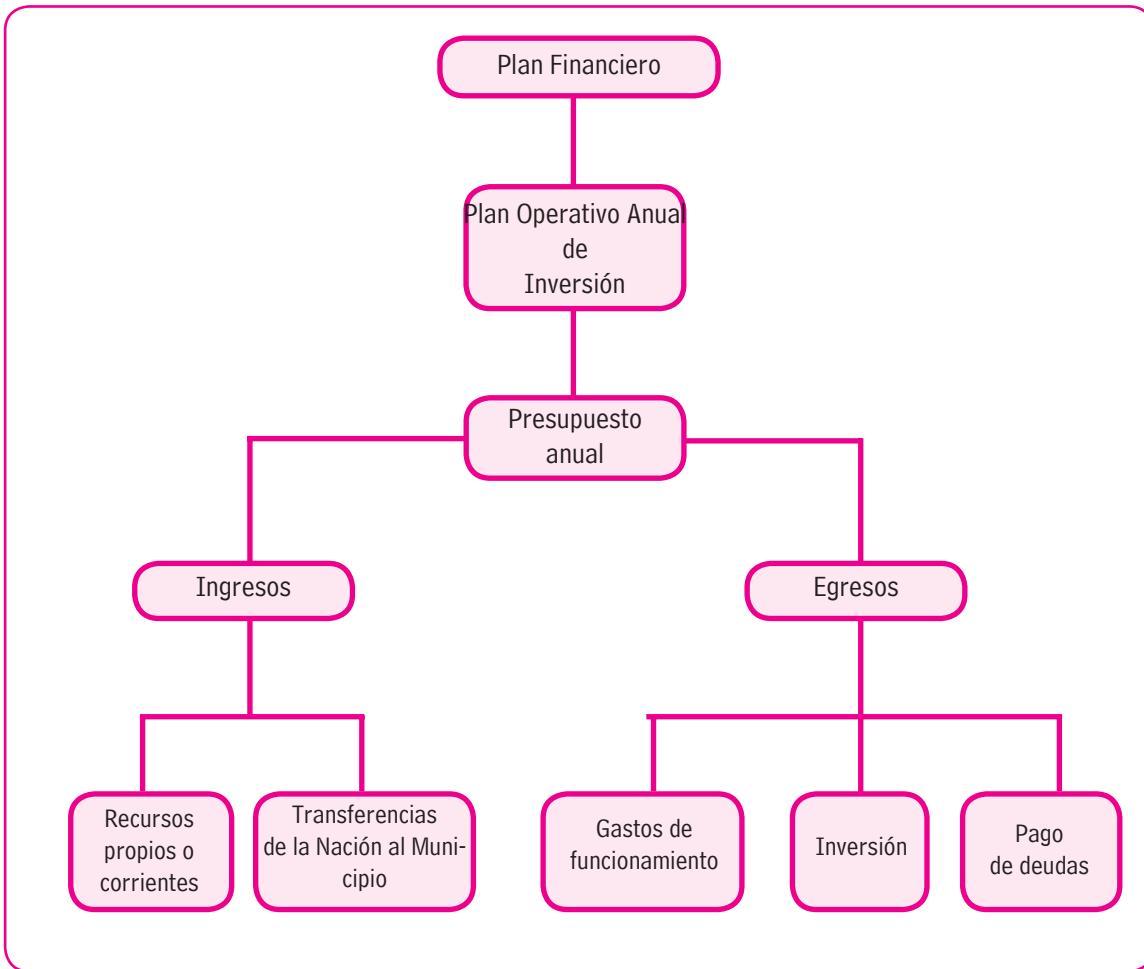 Plan Financiero
Plan Operativo Anual
de
Inversión
Presupuesto
anual
Ingresos
Egresos
Recursos
propios o
corrientes
Transferencias
de la Nación al Muni-
cipio
Gastos de
funcionamiento
Inversión
Pago
de deudas